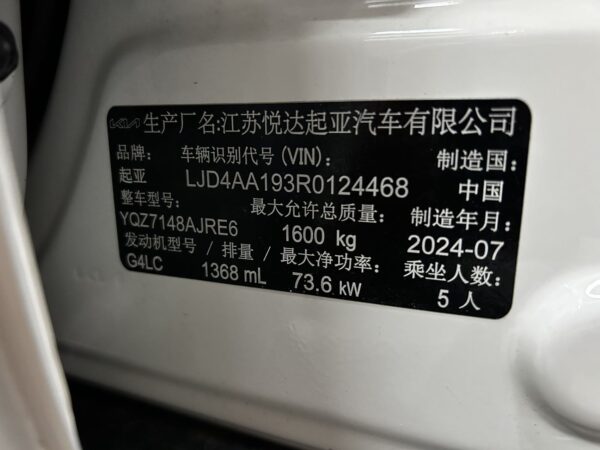 KIA 生产厂名:江苏悦达起亚汽车有限公司
品牌: 车辆识别代号(VIN): 制造国:
起亚 LJD4AA193R0124468 中国
整车型号: 最大允许总质量: 制造年月:
YQZ7148AJRE6 1600 kg 2024-07
发动机型号 / 排量 / 最大净功率: 乘坐人数:
G4LC 1368 mL 73.6 kW 5 人